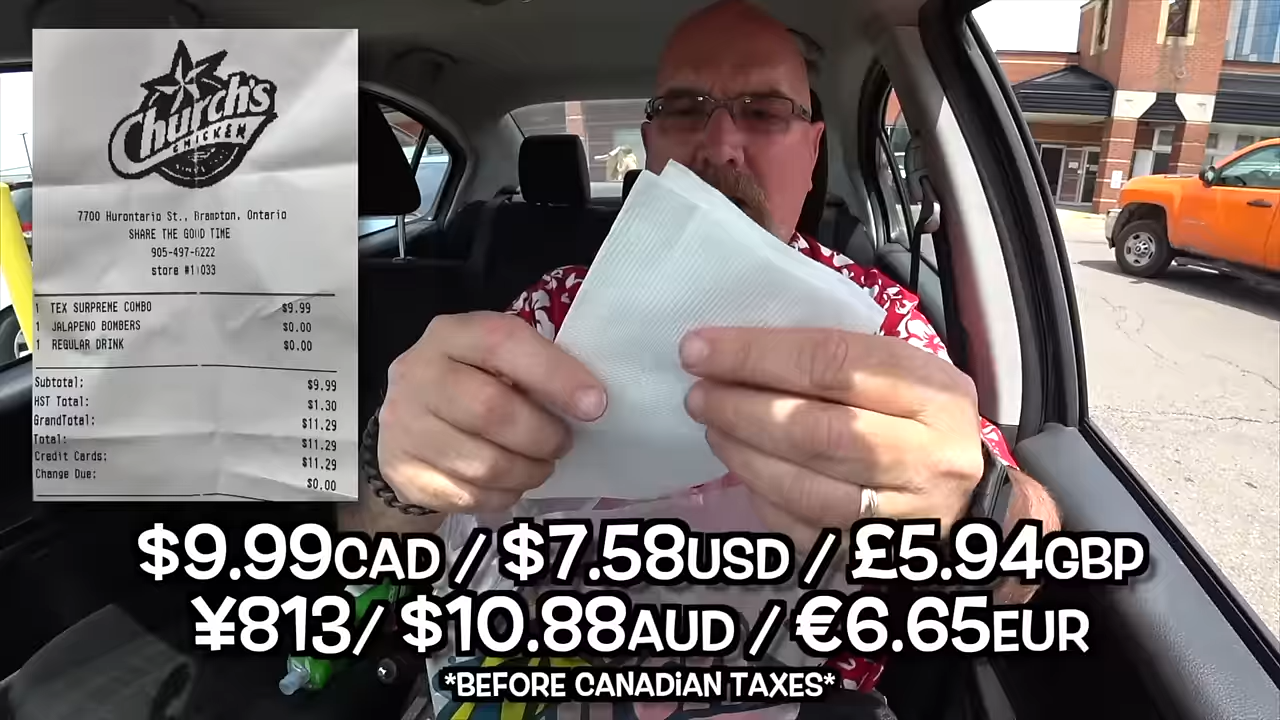 Church's
CHICKEN
7700 Hurontario St., Brampton, Ontario
SHARE THE GOOD TIME
905-497-6222
store #11033
1 TEX SURPREME COMBO $9.99
1 JALAPENO BOMBERS $0.00
1 REGULAR DRINK $0.00
Subtotal: $9.99
HST Total: $1.30
GrandTotal: $11.29
Total: $11.29
Credit Cards: $11.29
Change Due: $0.00
$9.99CAD / $7.58USD / £5.94GBP
¥813/ $10.88AUD / €6.65EUR
*BEFORE CANADIAN TAXES*